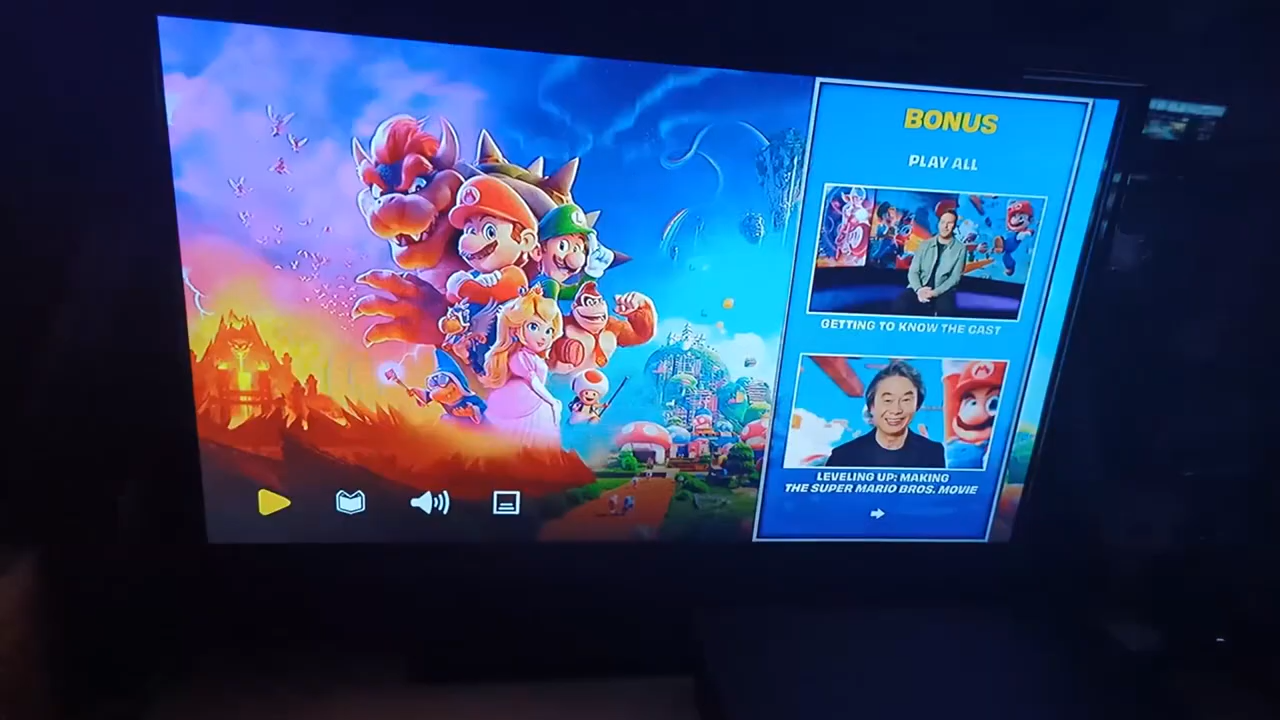 BONUS
PLAY ALL
GETTING TO KNOW THE CAST
LEVELING UP: MAKING
THE SUPER MARIO BROS. MOVIE